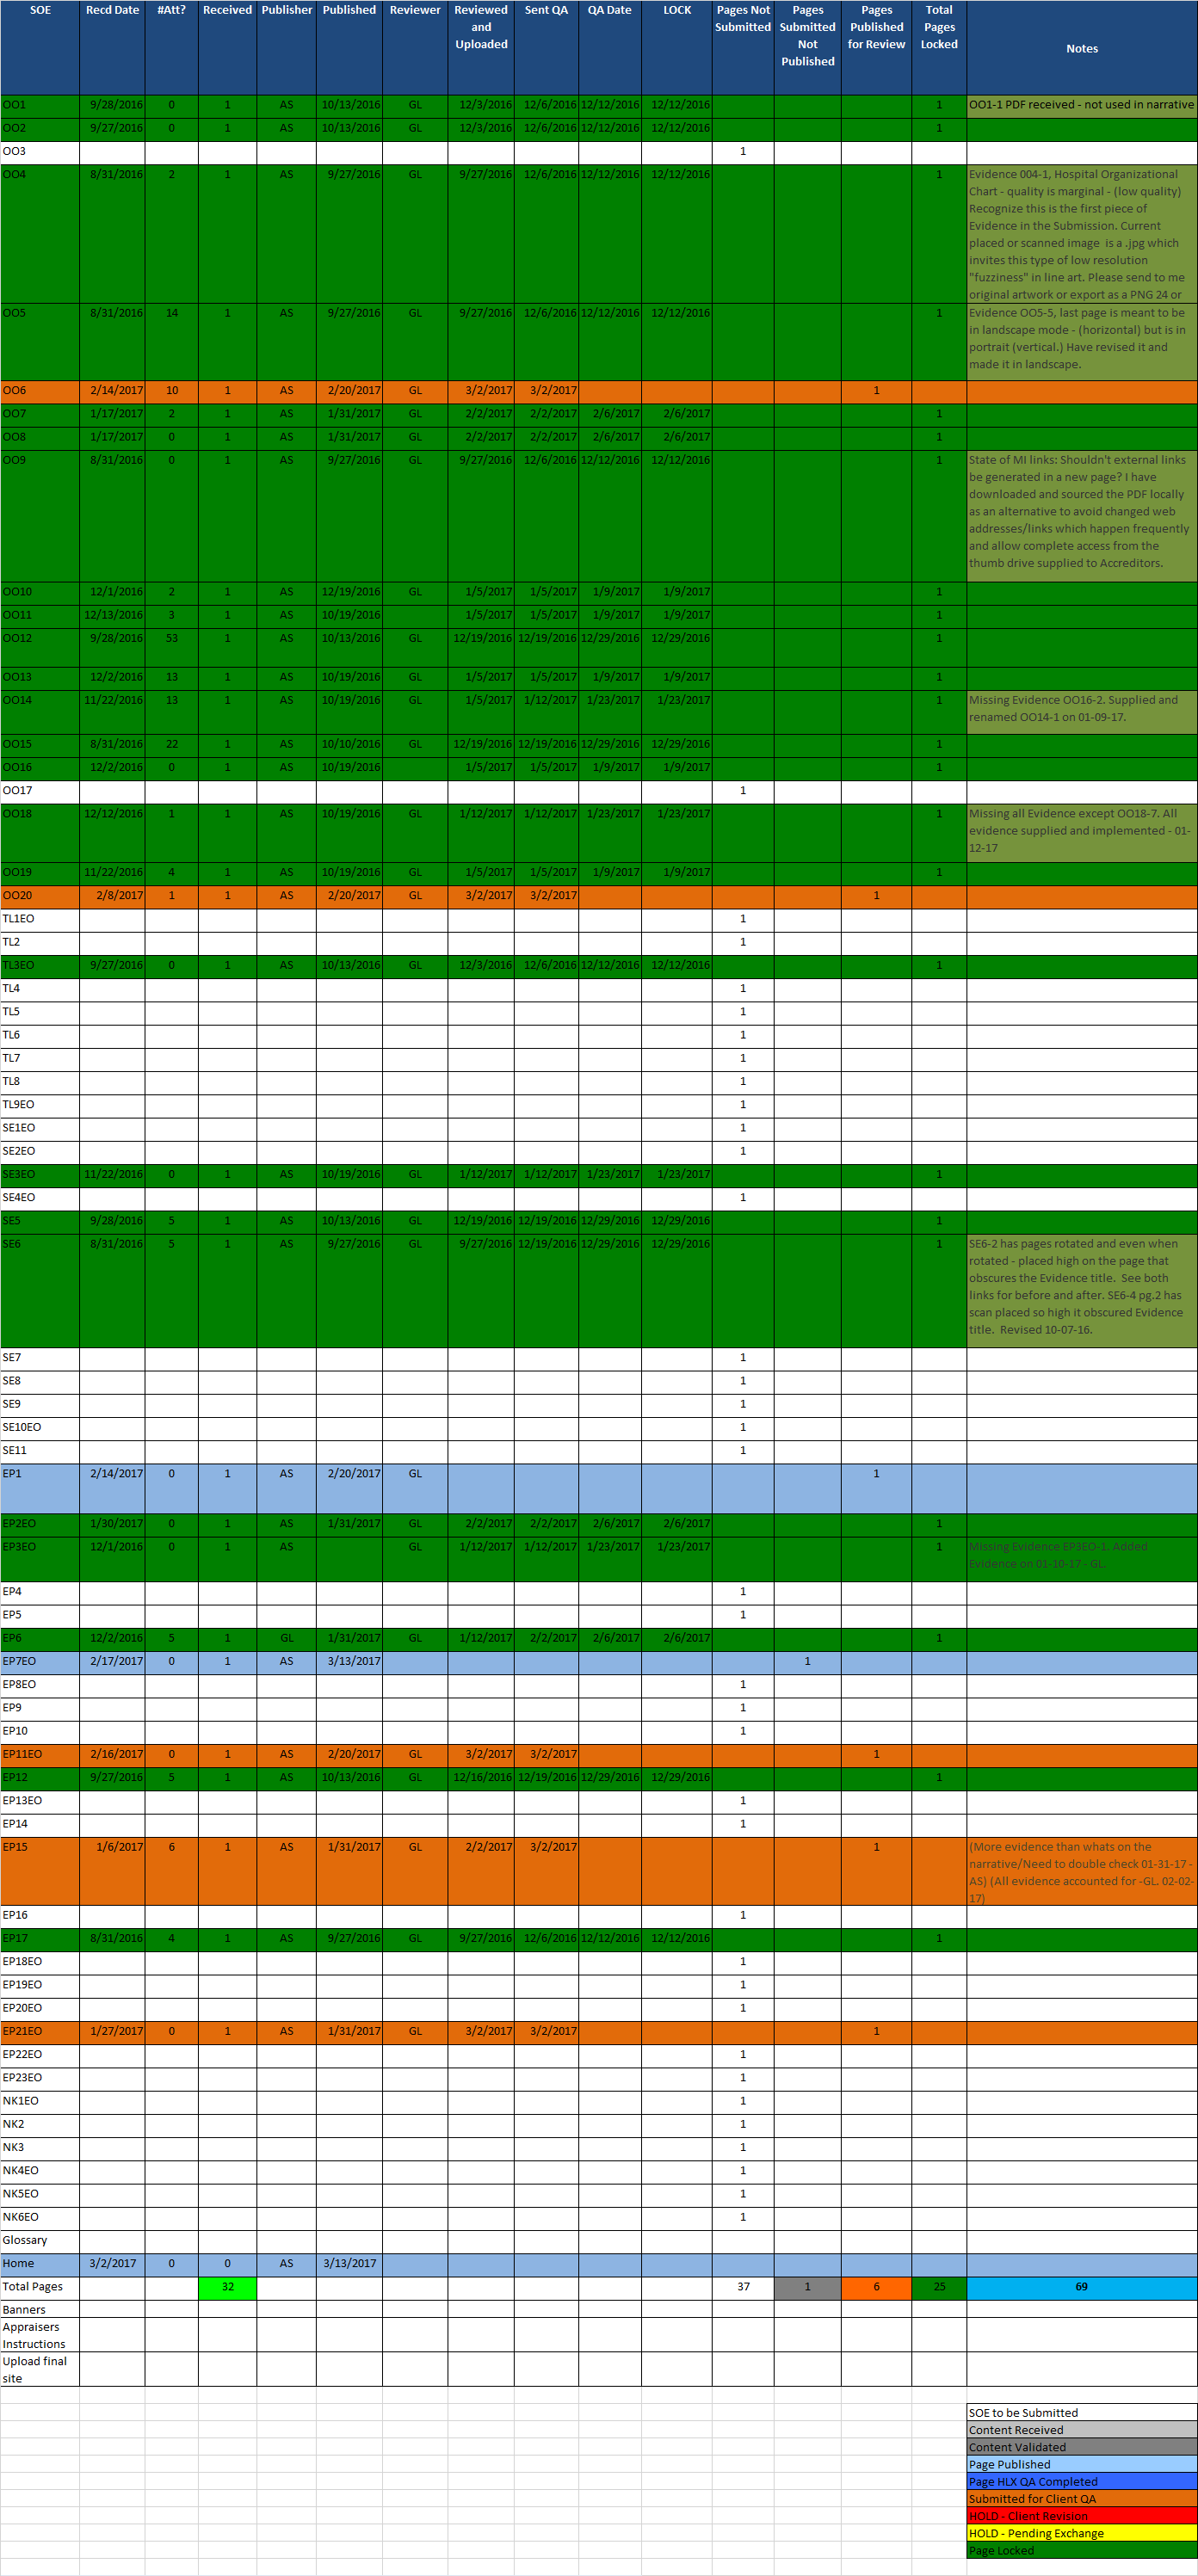 SOE #Att? Recd Date Received Publisher Published Reviewer Reviewed and Uploaded Sent QA QA Date LOCK Pages Not Submitted Pages Submitted Not Published Pages Published for Review Total Pages Locked Notes
OO1 9/28/2016 0 1 AS 10/13/2016 GL 12/3/2016 12/6/2016 12/12/2016 12/12/2016 1 OO1-1 PDF received - not used in narrative
OO2 9/27/2016 0 1 AS 10/13/2016 GL 12/3/2016 12/6/2016 12/12/2016 12/12/2016 1
OO3 1
OO4 8/31/2016 2 1 AS 9/27/2016 GL 9/27/2016 12/6/2016 12/12/2016 12/12/2016 1 Evidence 004-1, Hospital Organizational
Chart - quality is marginal - (low quality)
Recognize this is the first piece of
Evidence in the Submission. Current
placed or scanned image is a .jpg which
invites this type of low resolution
"fuzziness" in line art. Please send to me
original artwork or export as a PNG 24 or
OO5 8/31/2016 14 1 AS 9/27/2016 GL 9/27/2016 12/6/2016 12/12/2016 12/12/2016 1 Evidence OO5-5, last page is meant to be
in landscape mode - (horizontal) but is in
portrait (vertical.) Have revised it and
made it in landscape.
OO6 2/14/2017 10 1 AS 2/20/2017 GL 3/2/2017 3/2/2017 1
OO7 1/17/2017 2 1 AS 1/31/2017 GL 2/2/2017 2/2/2017 2/6/2017 2/6/2017 1
OO8 1/17/2017 0 1 AS 1/31/2017 GL 2/2/2017 2/2/2017 2/6/2017 2/6/2017 1
OO9 8/31/2016 0 1 AS 9/27/2016 GL 9/27/2016 12/6/2016 12/12/2016 12/12/2016 1 State of MI links: Shouldn't external links
be generated in a new page? I have
downloaded and sourced the PDF locally
as an alternative to avoid changed web
addresses/links which happen frequently
and allow complete access from the
thumb drive supplied to Accreditors.
OO10 12/1/2016 2 1 AS 12/19/2016 GL 1/5/2017 1/5/2017 1/9/2017 1/9/2017 1
OO11 12/13/2016 3 1 AS 10/19/2016 1/5/2017 1/5/2017 1/9/2017 1/9/2017 1
OO12 9/28/2016 53 1 AS 10/13/2016 GL 12/19/2016 12/19/2016 12/29/2016 12/29/2016 1
OO13 12/2/2016 13 1 AS 10/19/2016 GL 1/5/2017 1/5/2017 1/9/2017 1/9/2017 1
OO14 11/22/2016 13 1 AS 10/19/2016 GL 1/5/2017 1/12/2017 1/23/2017 1/23/2017 1 Missing Evidence OO16-2. Supplied and
renamed OO14-1 on 01-09-17.
OO15 8/31/2016 22 1 AS 10/10/2016 GL 12/19/2016 12/19/2016 12/29/2016 12/29/2016 1
OO16 12/2/2016 0 1 AS 10/19/2016 1/5/2017 1/5/2017 1/9/2017 1/9/2017 1
OO17 1
OO18 12/12/2016 1 1 AS 10/19/2016 GL 1/12/2017 1/12/2017 1/23/2017 1/23/2017 1 Missing all Evidence except OO18-7. All
evidence supplied and implemented - 01-
12-17
OO19 11/22/2016 4 1 AS 10/19/2016 GL 1/5/2017 1/5/2017 1/9/2017 1/9/2017 1
OO20 2/8/2017 1 1 AS 2/20/2017 GL 3/2/2017 3/2/2017 1
TL1EO 1
TL2 1
TL3EO 9/27/2016 0 1 AS 10/13/2016 GL 12/3/2016 12/6/2016 12/12/2016 12/12/2016 1
TL4 1
TL5 1
TL6 1
TL7 1
TL8 1
TL9EO 1
SE1EO 1
SE2EO 1
SE3EO 11/22/2016 0 1 AS 10/19/2016 GL 1/12/2017 1/12/2017 1/23/2017 1/23/2017 1
SE4EO 1
SE5 9/28/2016 5 1 AS 10/13/2016 GL 12/19/2016 12/19/2016 12/29/2016 12/29/2016 1
SE6 8/31/2016 5 1 AS 9/27/2016 GL 9/27/2016 12/19/2016 12/29/2016 12/29/2016 1 SE6-2 has pages rotated and even when
rotated - placed high on the page that
obscures the Evidence title. See both
links for before and after. SE6-4 pg.2 has
scan placed so high it obscured Evidence
title. Revised 10-07-16.
SE7 1
SE8 1
SE9 1
SE10EO 1
SE11 1
EP1 2/14/2017 0 1 AS 2/20/2017 GL 1
EP2EO 1/30/2017 0 1 AS 1/31/2017 GL 2/2/2017 2/2/2017 2/6/2017 2/6/2017 1
EP3EO 12/1/2016 0 1 AS GL 1/12/2017 1/12/2017 1/23/2017 1/23/2017 1 Missing Evidence EP3EO-1. Added
Evidence on 01-10-17 - GL.
EP4 1
EP5 1
EP6 12/2/2016 5 1 GL 1/31/2017 GL 1/12/2017 2/2/2017 2/6/2017 2/6/2017 1
EP7EO 2/17/2017 0 1 AS 3/13/2017 1
EP8EO 1
EP9 1
EP10 1
EP11EO 2/16/2017 0 1 AS 2/20/2017 GL 3/2/2017 3/2/2017 1
EP12 9/27/2016 5 1 AS 10/13/2016 GL 12/16/2016 12/19/2016 12/29/2016 12/29/2016 1
EP13EO 1
EP14 1
EP15 1/6/2017 6 1 AS 1/31/2017 GL 2/2/2017 3/2/2017 1 (More evidence than whats on the
narrative/Need to double check 01-31-17 -
AS) (All evidence accounted for -GL. 02-02-
17)
EP16 1
EP17 8/31/2016 4 1 AS 9/27/2016 GL 9/27/2016 12/6/2016 12/12/2016 12/12/2016 1
EP18EO 1
EP19EO 1
EP20EO 1
EP21EO 1/27/2017 0 1 AS 1/31/2017 GL 3/2/2017 3/2/2017 1
EP22EO 1
EP23EO 1
NK1EO 1
NK2 1
NK3 1
NK4EO 1
NK5EO 1
NK6EO 1
Glossary
Home 3/2/2017 0 0 AS 3/13/2017
Total Pages 32 37 1 6 25 69
Banners
Appraisers
Instructions
Upload final
site
SOE to be Submitted
Content Received
Content Validated
Page Published
Page HLX QA Completed
Submitted for Client QA
HOLD - Client Revision
HOLD - Pending Exchange
Page Locked